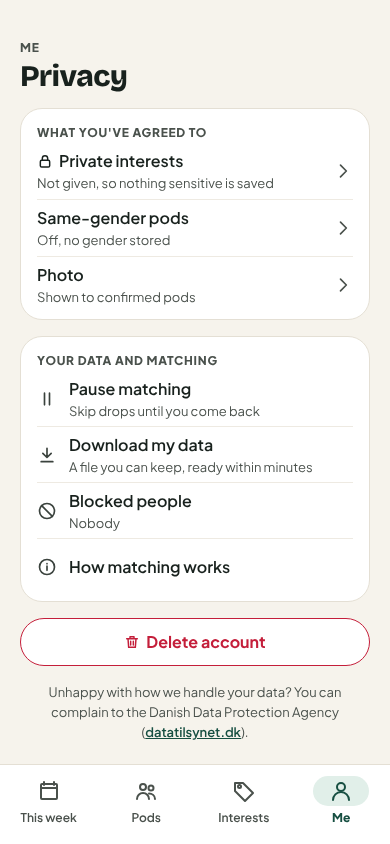 ME
Privacy
WHAT YOU'VE AGREED TO
Private interests
Not given, so nothing sensitive is saved
Same-gender pods
Off, no gender stored
Photo
Shown to confirmed pods
YOUR DATA AND MATCHING
Pause matching
Skip drops until you come back
Download my data
A file you can keep, ready within minutes
Blocked people
Nobody
How matching works
Delete account
Unhappy with how we handle your data? You can
complain to the Danish Data Protection Agency
(datatilsynet.dk).
This week
Pods
Interests
Me